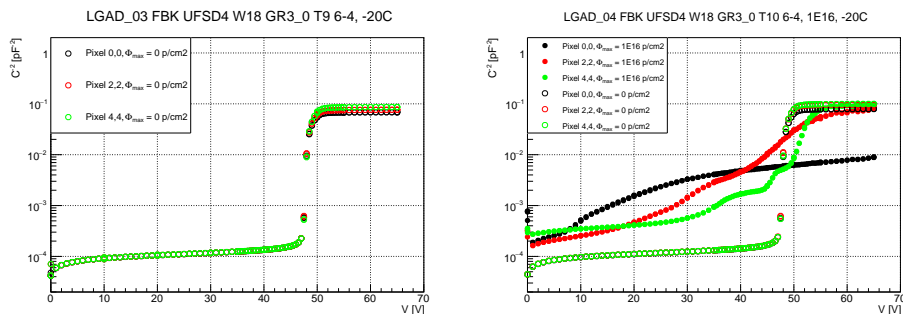 LGAD_03 FBK UFSD4 W18 GR3_0 T9 6-4, -20C
C⁻² [pF⁻²]
Pixel 0,0,Φmax = 0 p/cm2
Pixel 2,2,Φmax = 0 p/cm2
Pixel 4,4,Φmax = 0 p/cm2
1
10⁻¹
10⁻²
10⁻³
10⁻⁴
0 10 20 30 40 50 60 70
V [V]
LGAD_04 FBK UFSD4 W18 GR3_0 T10 6-4, 1E16, -20C
C⁻² [pF⁻²]
Pixel 0,0,Φmax = 1E16 p/cm2
Pixel 2,2,Φmax = 1E16 p/cm2
Pixel 4,4,Φmax = 1E16 p/cm2
Pixel 0,0,Φmax = 0 p/cm2
Pixel 2,2,Φmax = 0 p/cm2
Pixel 4,4,Φmax = 0 p/cm2
1
10⁻¹
10⁻²
10⁻³
10⁻⁴
0 10 20 30 40 50 60 70
V [V]